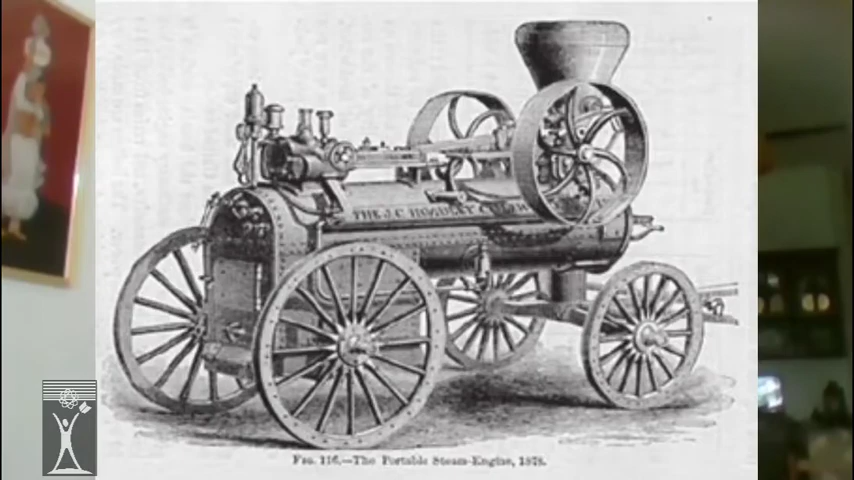 THE J.C. HOADLEY
FIG. 116.—The Portable Steam-Engine, 1878.